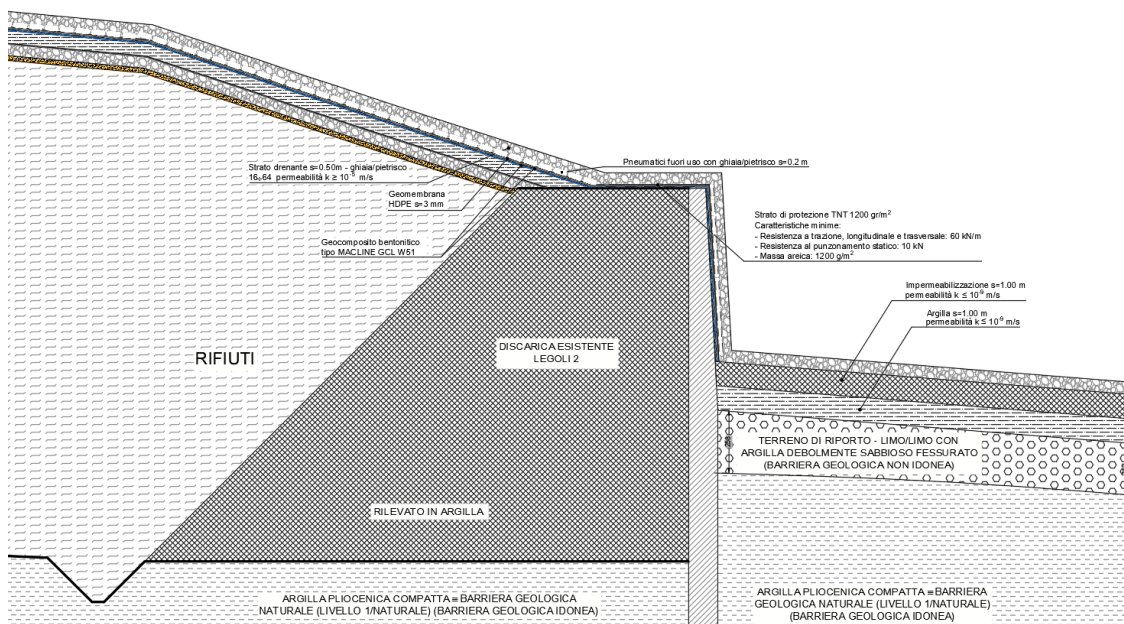 Pneumatici fuori uso con ghiaia/pietrisco s=0.2 m
Strato drenante s=0.50m - ghiaia/pietrisco
16÷64 permeabilità k ≥ 10⁻⁵ m/s
Geomembrana
HDPE s=3 mm
Geocomposito bentonitico
tipo MACLINE GCL W51
Strato di protezione TNT 1200 gr/m²
Caratteristiche minime:
- Resistenza a trazione, longitudinale e trasversale: 60 kN/m
- Resistenza al punzonamento statico: 10 kN
- Massa areica: 1200 g/m²
Impermeabilizzazione s=1.00 m
permeabilità k ≤ 10⁻⁹ m/s
Argilla s=1.00 m
permeabilità k ≤ 10⁻⁹ m/s
RIFIUTI
DISCARICA ESISTENTE
LEGOLI 2
TERRENO DI RIPORTO - LIMO/LIMO CON
ARGILLA DEBOLMENTE SABBIOSO FESSURATO
(BARRIERA GEOLOGICA NON IDONEA)
RILEVATO IN ARGILLA
ARGILLA PLIOCENICA COMPATTA = BARRIERA GEOLOGICA
NATURALE (LIVELLO 1/NATURALE) (BARRIERA GEOLOGICA IDONEA)
ARGILLA PLIOCENICA COMPATTA = BARRIERA
GEOLOGICA NATURALE (LIVELLO 1/NATURALE)
(BARRIERA GEOLOGICA IDONEA)